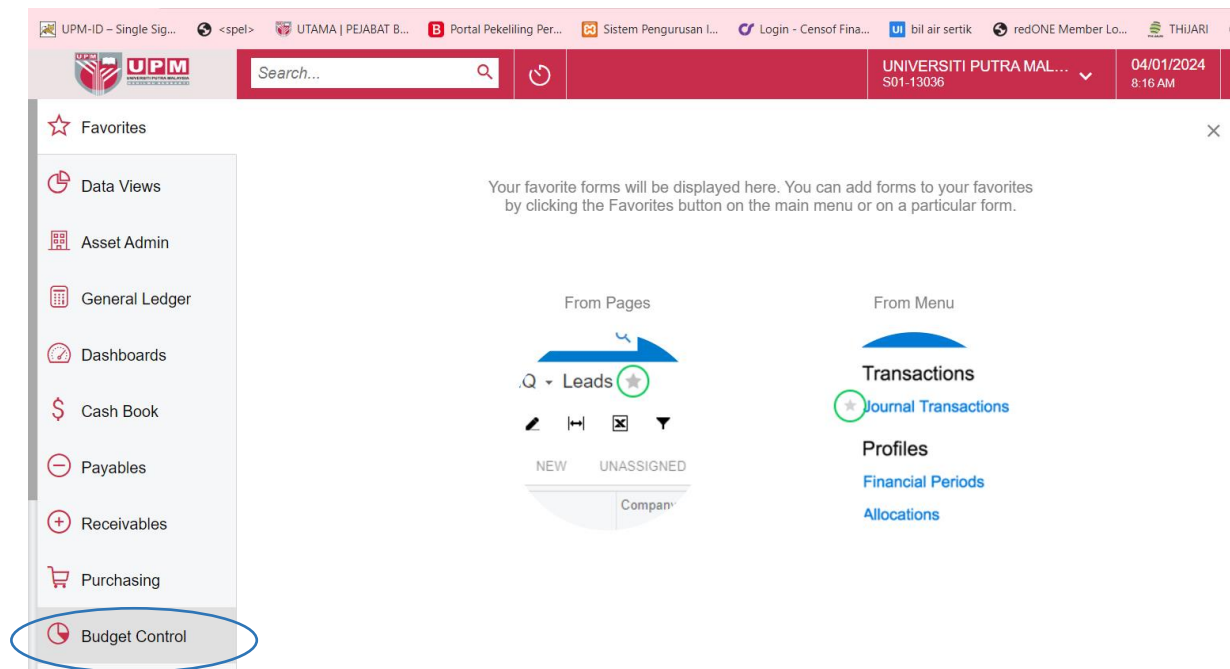 UPM-ID – Single Sig... <spel> UTAMA | PEJABAT B... Portal Pekeliling Per... Sistem Pengurusan I... Login - Censof Fina... bil air sertik redONE Member Lo... THiJARI
UPM
UPM
UNIVERSITI PUTRA MALAYSIA
Search...
UNIVERSITI PUTRA MAL...
S01-13036
04/01/2024
8:16 AM
Favorites
Data Views
Asset Admin
General Ledger
Dashboards
Cash Book
Payables
Receivables
Purchasing
Budget Control
Your favorite forms will be displayed here. You can add forms to your favorites
by clicking the Favorites button on the main menu or on a particular form.
From Pages
Leads
NEW UNASSIGNED
Company
From Menu
Transactions
Journal Transactions
Profiles
Financial Periods
Allocations